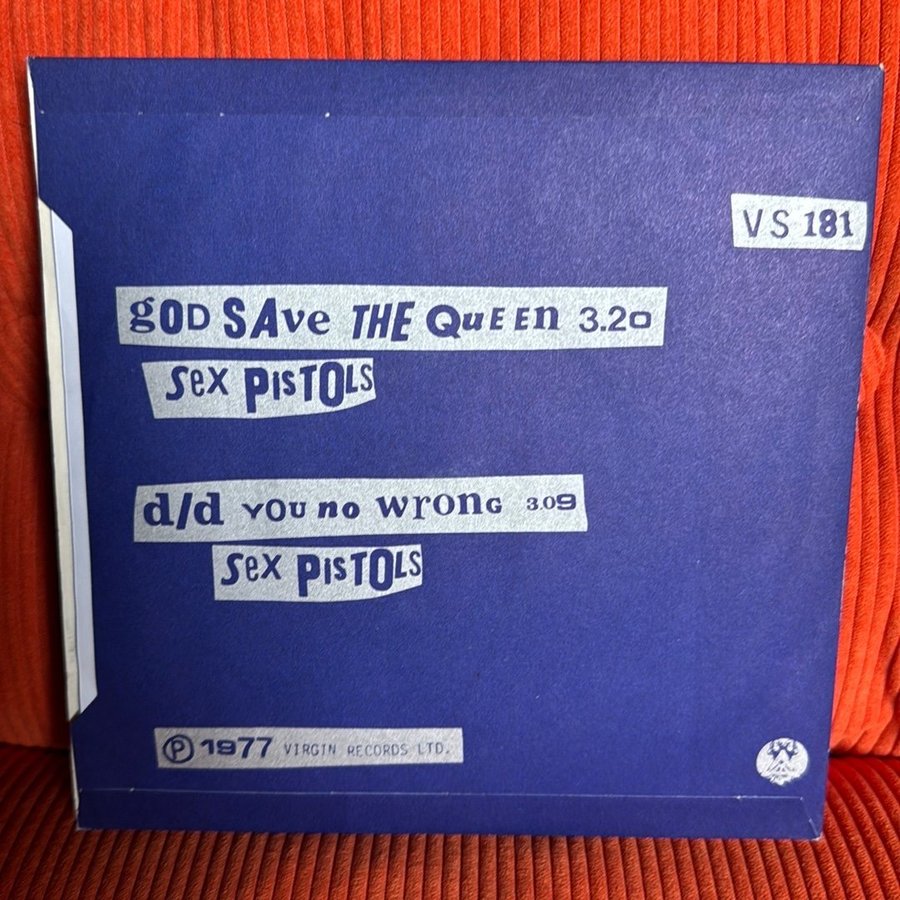 VS 181
gOD SAve THE QuEEn 3.20
Sex PisTOLS
d/d YOU no wronG 3.09
Sex PisTOLS
Ⓟ 1977 VIRGIN RECORDS LTD.